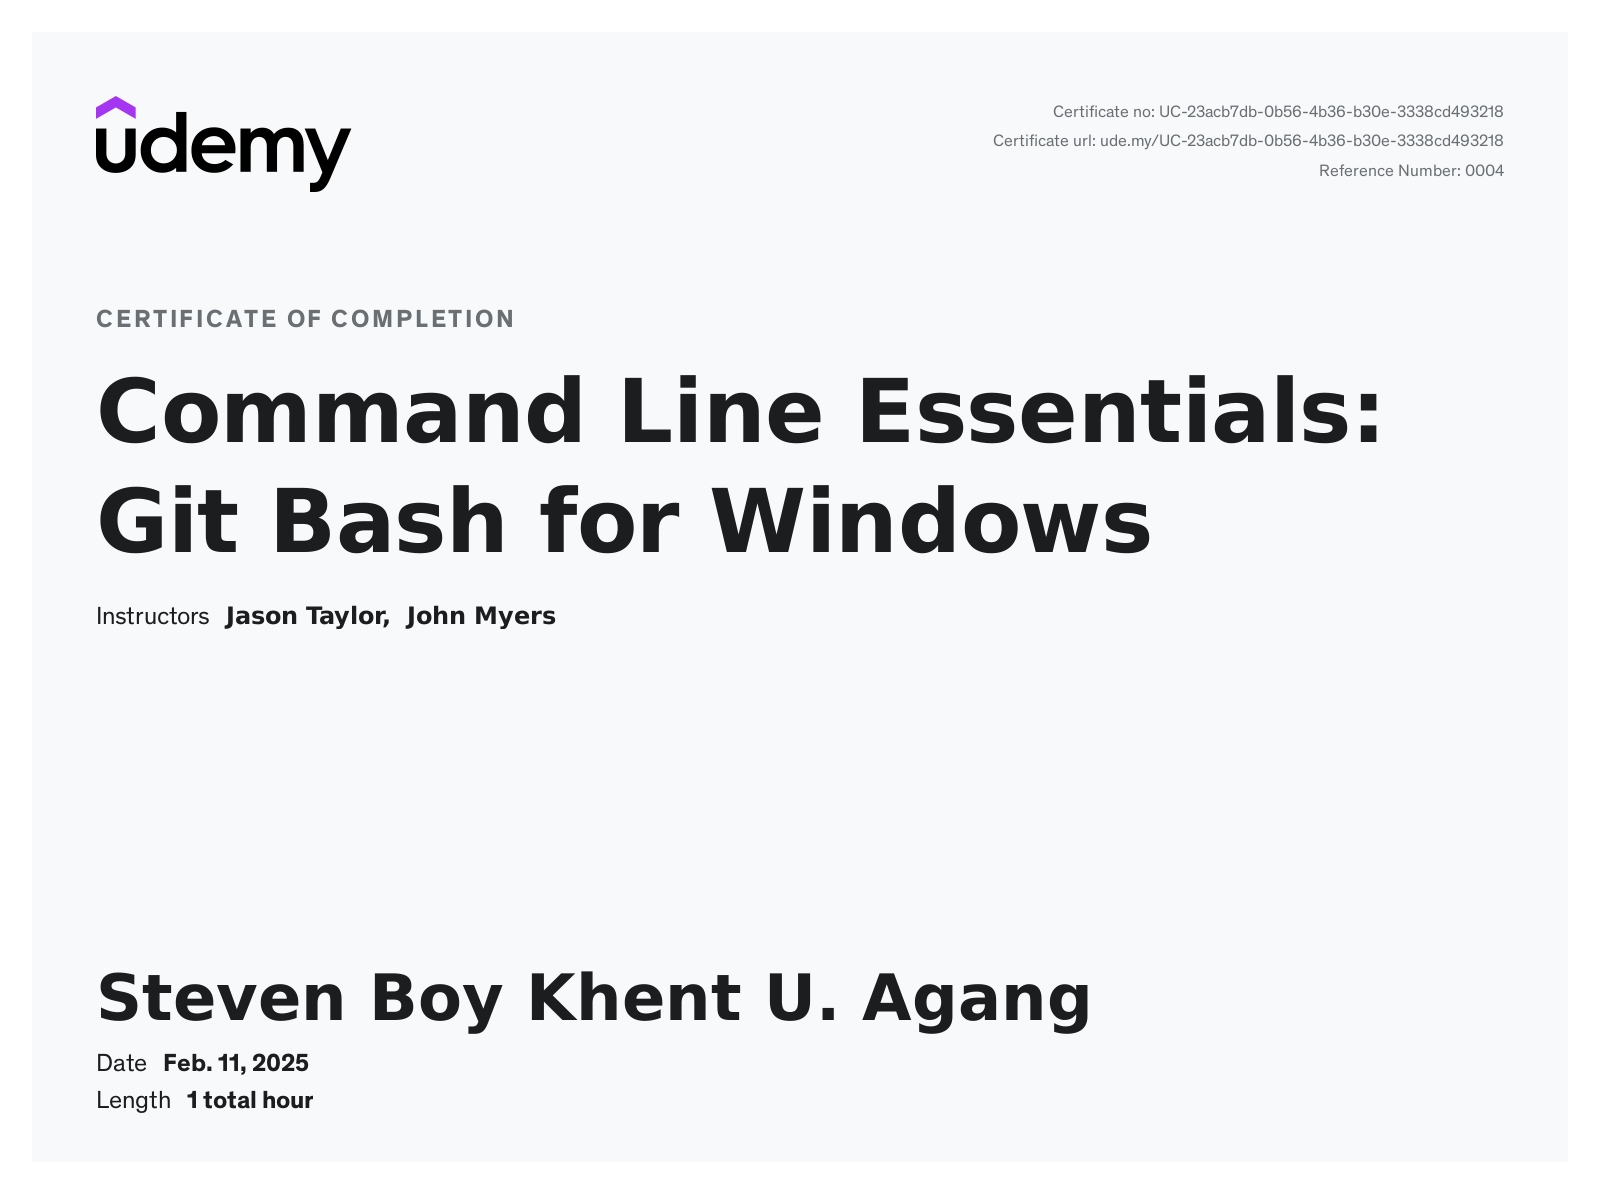 udemy
Certificate no: UC-23acb7db-0b56-4b36-b30e-3338cd493218
Certificate url: ude.my/UC-23acb7db-0b56-4b36-b30e-3338cd493218
Reference Number: 0004
CERTIFICATE OF COMPLETION
Command Line Essentials:
Git Bash for Windows
Instructors Jason Taylor, John Myers
Steven Boy Khent U. Agang
Date Feb. 11, 2025
Length 1 total hour